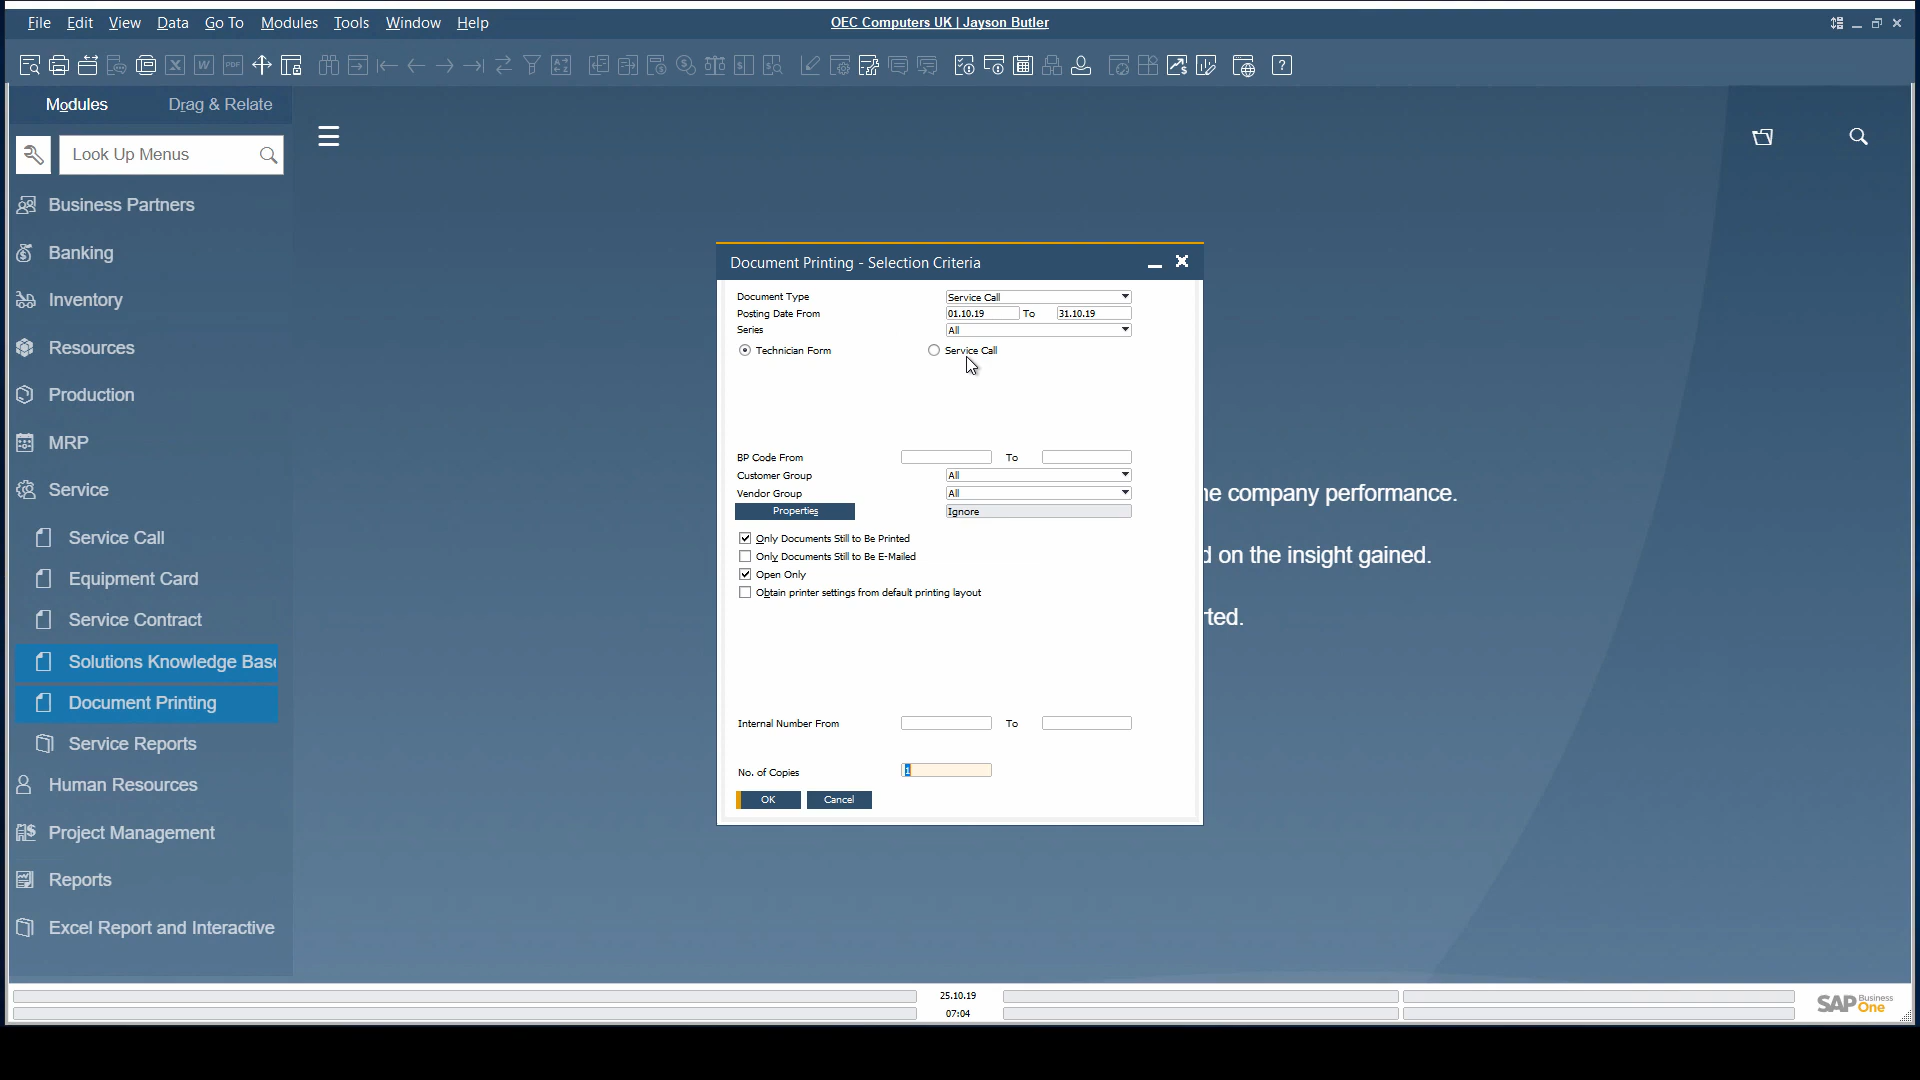 File Edit View Data Go To Modules Tools Window Help
OEC Computers UK | Jayson Butler
Modules Drag & Relate
Look Up Menus
Business Partners
Banking
Inventory
Resources
Production
MRP
Service
Service Call
Equipment Card
Service Contract
Solutions Knowledge Base
Document Printing
Service Reports
Human Resources
Project Management
Reports
Excel Report and Interactive
Document Printing - Selection Criteria
Document Type Service Call
Posting Date From 01.10.19 To 31.10.19
Series All
Technician Form Service Call
BP Code From To
Customer Group All
Vendor Group All
Properties Ignore
Only Documents Still to Be Printed
Only Documents Still to Be E-Mailed
Open Only
Obtain printer settings from default printing layout
Internal Number From To
No. of Copies 1
OK Cancel
he company performance.
d on the insight gained.
rted.
25.10.19
07:04
SAP Business One